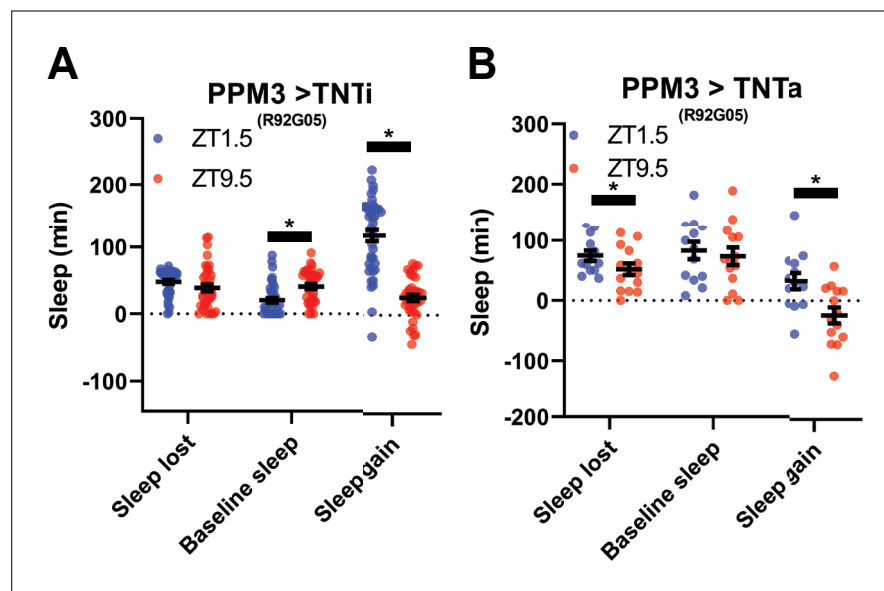 A
PPM3 >TNTi
(R92G05)
300
200
100
0
-100
Sleep (min)
ZT1.5
ZT9.5
*
*
Sleep lost
Baseline sleep
Sleep gain
B
PPM3 > TNTa
(R92G05)
300
200
100
0
-100
-200
Sleep (min)
ZT1.5
ZT9.5
*
*
Sleep lost
Baseline sleep
Sleep gain